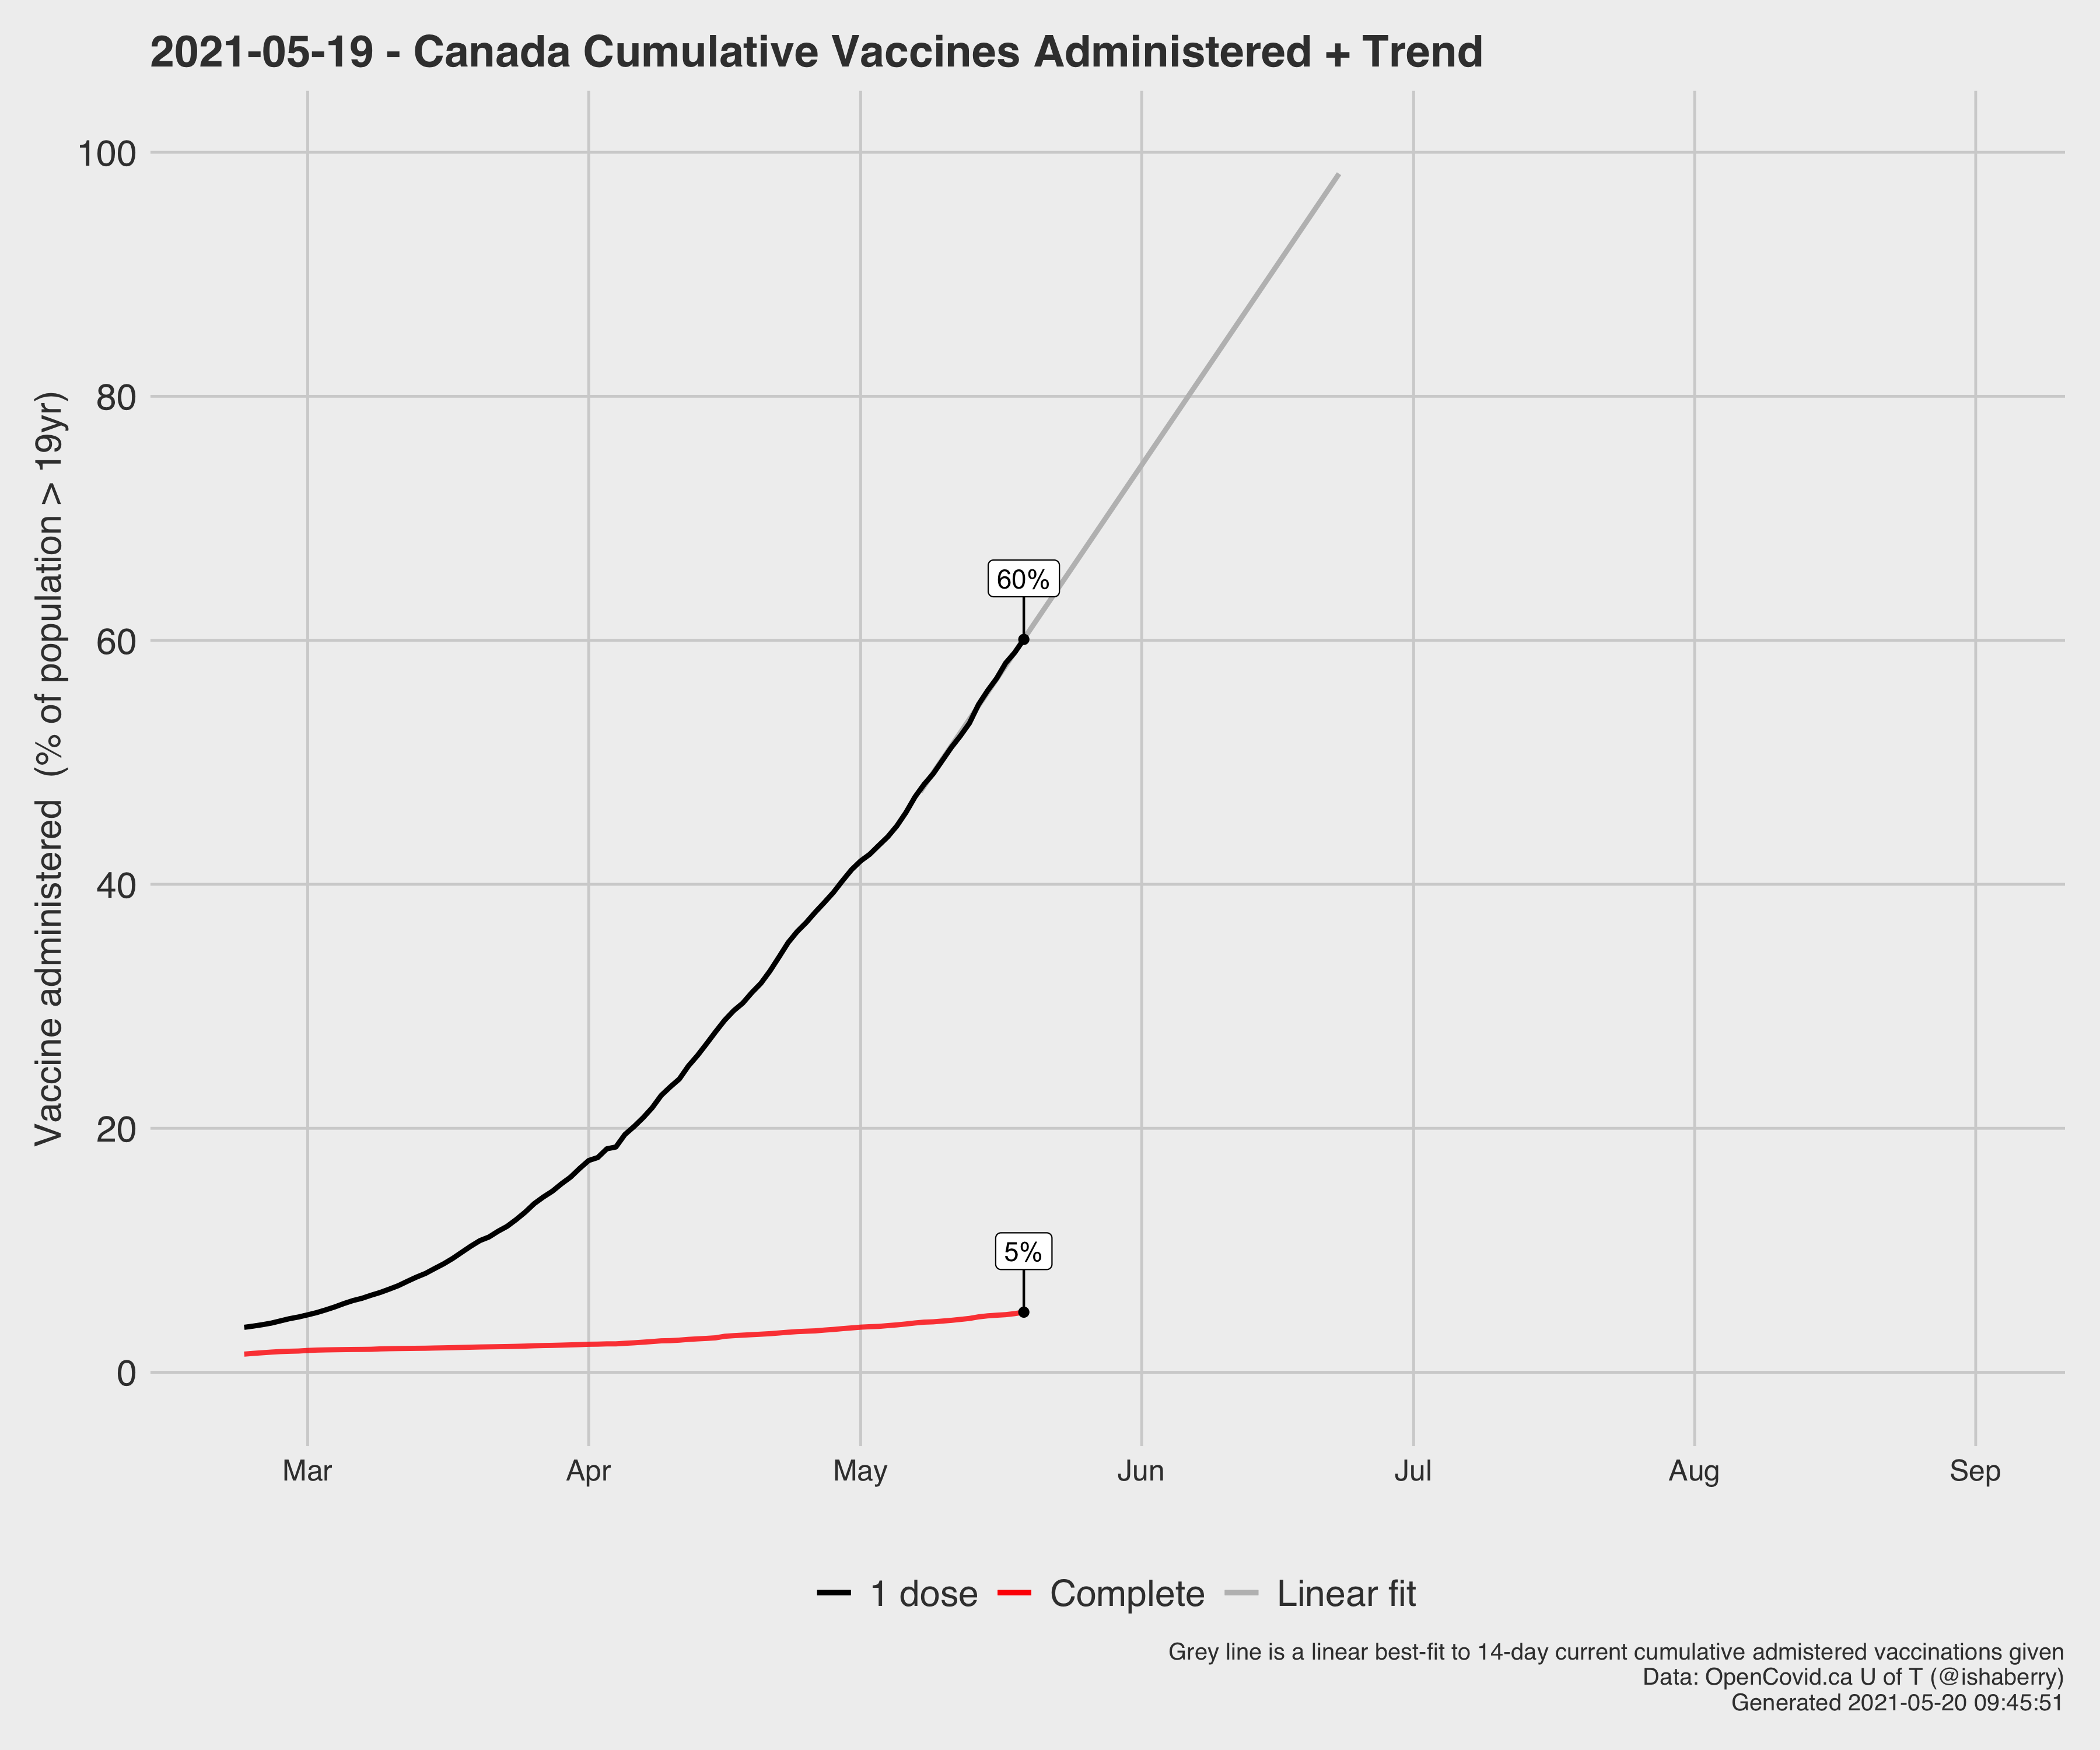 2021-05-19 - Canada Cumulative Vaccines Administered + Trend
Vaccine administered  (% of population > 19yr)
100
80
60
40
20
0
60%
5%
Mar Apr May Jun Jul Aug Sep
1 dose Complete Linear fit
Grey line is a linear best-fit to 14-day current cumulative admistered vaccinations given
Data: OpenCovid.ca U of T (@ishaberry)
Generated 2021-05-20 09:45:51